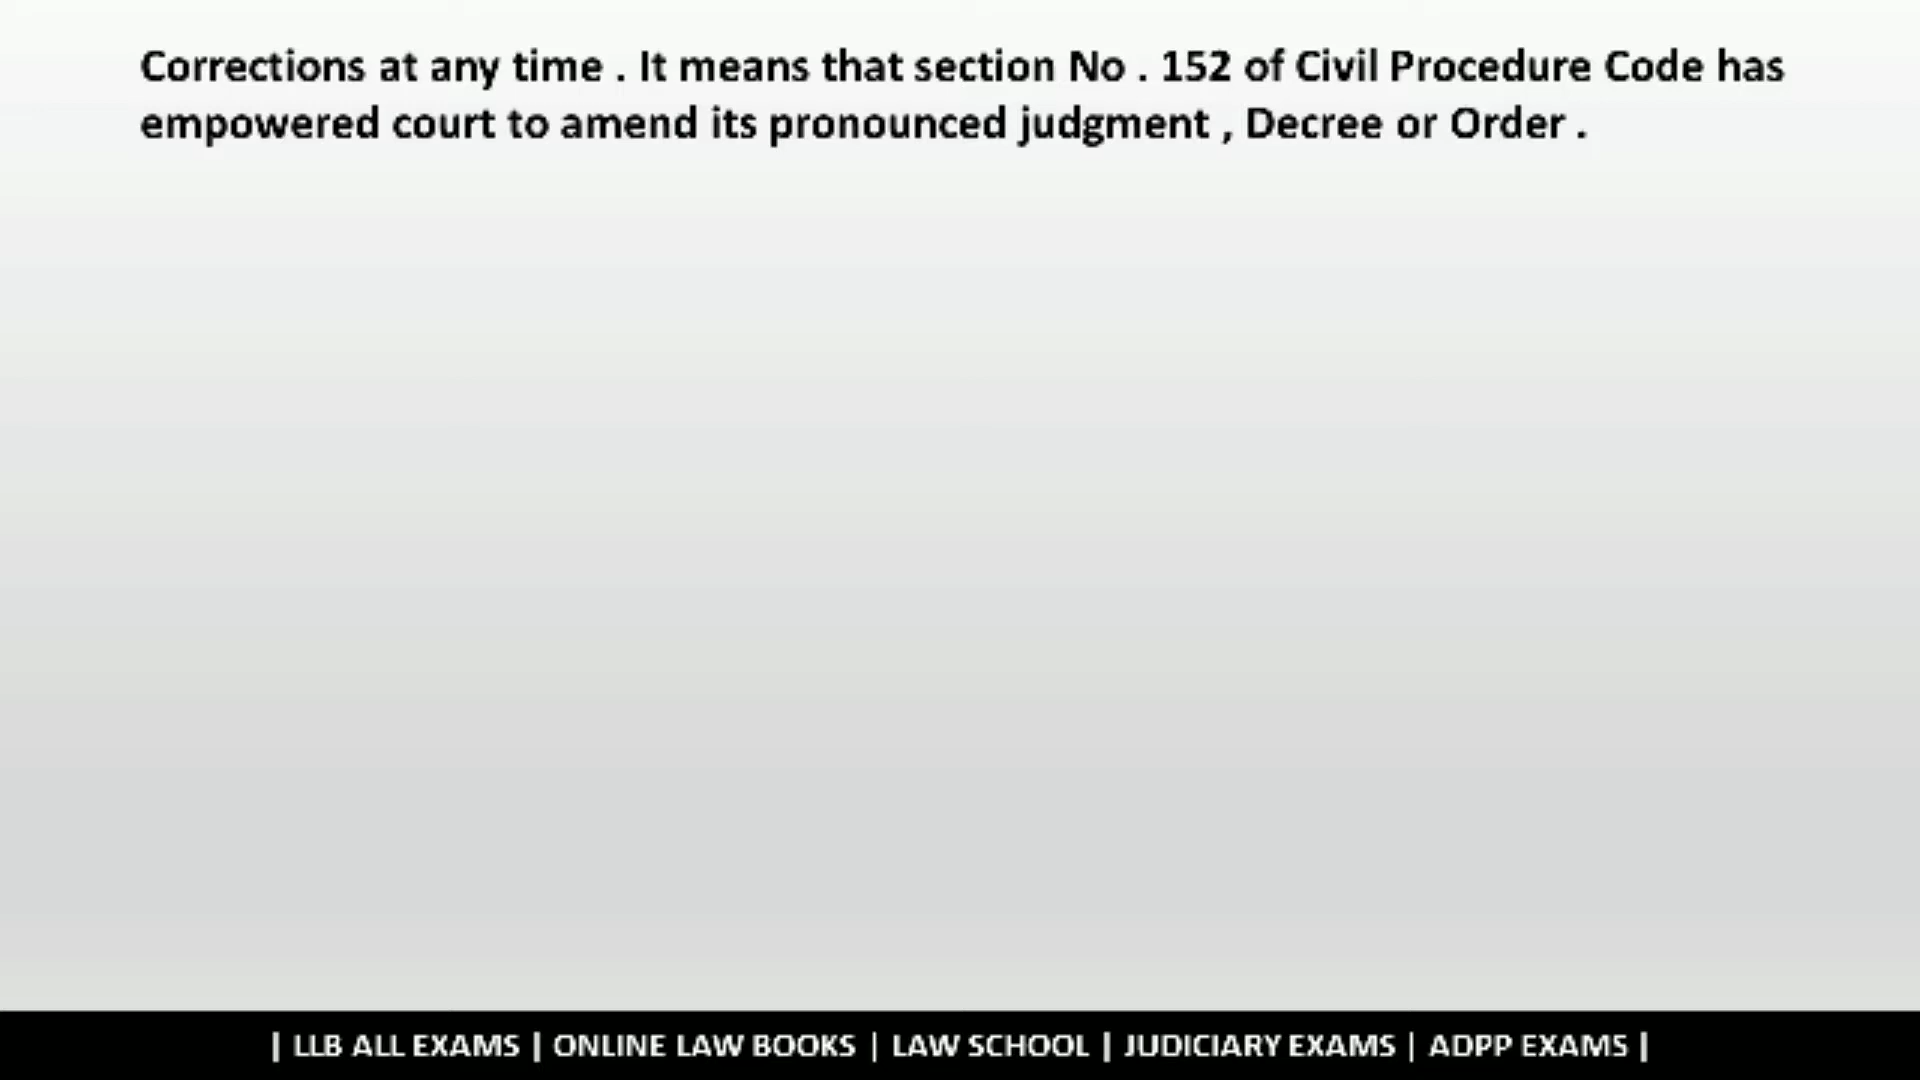 Corrections at any time . It means that section No . 152 of Civil Procedure Code has
empowered court to amend its pronounced judgment , Decree or Order .
| LLB ALL EXAMS | ONLINE LAW BOOKS | LAW SCHOOL | JUDICIARY EXAMS | ADPP EXAMS |